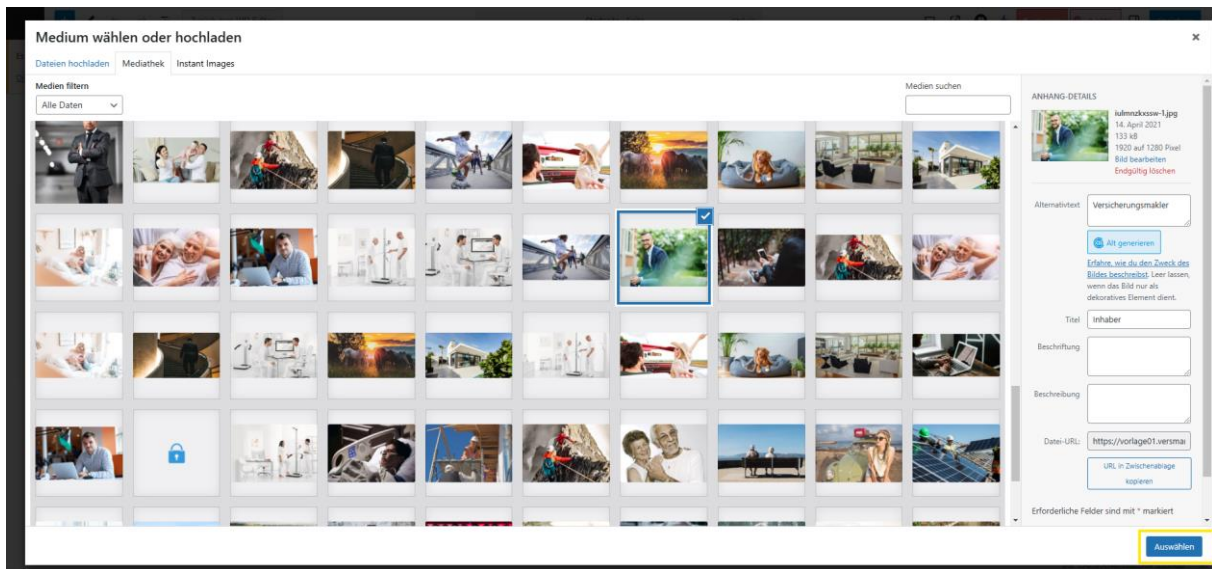 Medium wählen oder hochladen
Dateien hochladen Mediathek Instant Images
Medien filtern
Alle Daten
Medien suchen
ANHANG-DETAILS
iulmnzkxssw-1.jpg
14. April 2021
133 kB
1920 auf 1280 Pixel
Bild bearbeiten
Endgültig löschen
Alternativtext
Versicherungsmakler
Alt generieren
Erfahre, wie du den Zweck des
Bildes beschreibst. Leer lassen,
wenn das Bild nur als
dekoratives Element dient.
Titel
Inhaber
Beschriftung
Beschreibung
Datei-URL:
https://vorlage01.versmai
URL in Zwischenablage
kopieren
Erforderliche Felder sind mit * markiert
Auswählen